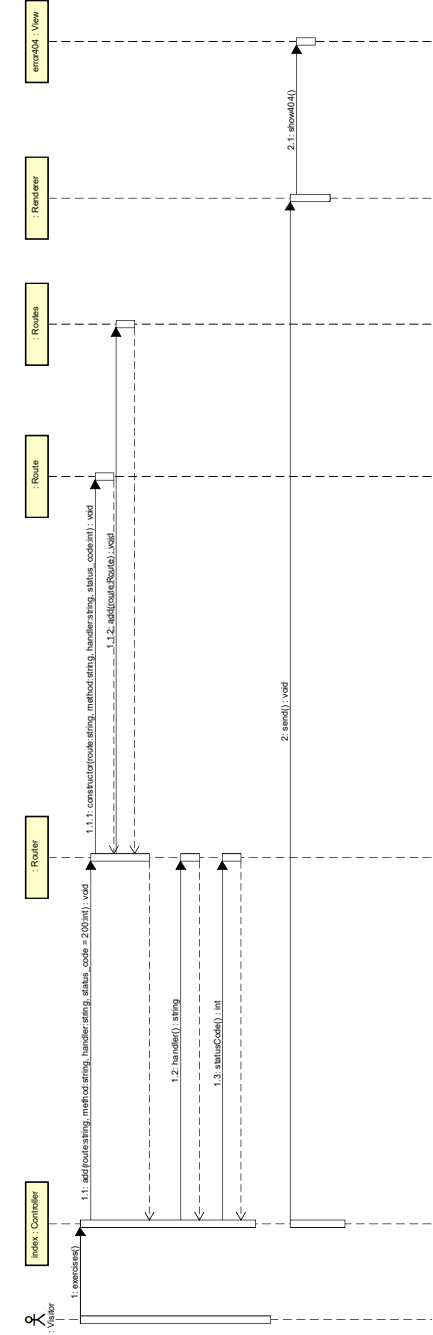 : Visitor
index : Controller
: Router
: Route
: Routes
: Renderer
error404 : View
1: exercises()
1.1: add(route:string, method:string, handler:string, status_code = 200:int) : void
1.1.1: constructor(route:string, method:string, handler:string, status_code:int) : void
1.1.2: add(route:Route) : void
1.2: handler() : string
1.3: statusCode() : int
2: send() : void
2.1: show404()